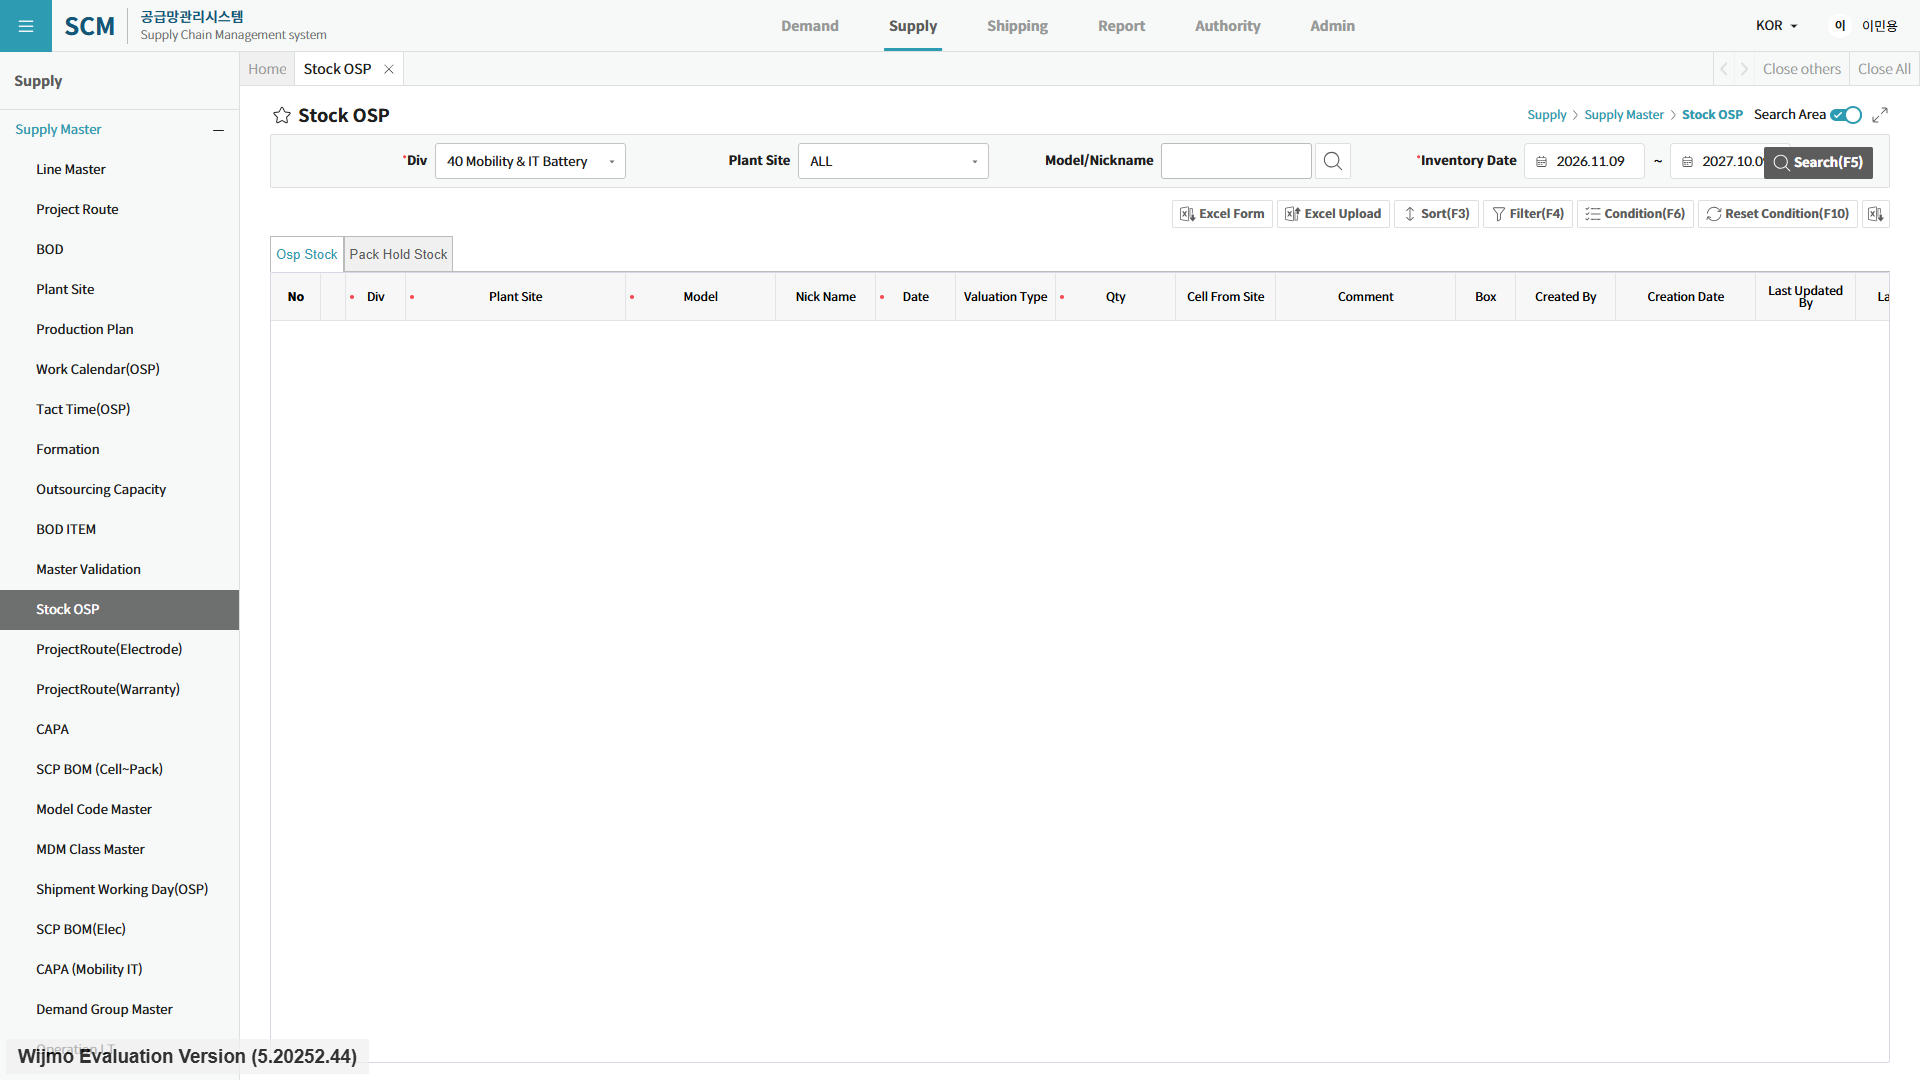 SCM
공급망관리시스템
Supply Chain Management system
Demand
Supply
Shipping
Report
Authority
Admin
KOR
이
이민용
Supply
Home
Stock OSP
Close others
Close All
Supply Master
Line Master
Project Route
BOD
Plant Site
Production Plan
Work Calendar(OSP)
Tact Time(OSP)
Formation
Outsourcing Capacity
BOD ITEM
Master Validation
Stock OSP
ProjectRoute(Electrode)
ProjectRoute(Warranty)
CAPA
SCP BOM (Cell~Pack)
Model Code Master
MDM Class Master
Shipment Working Day(OSP)
SCP BOM(Elec)
CAPA (Mobility IT)
Demand Group Master
Operation LT
Wijmo Evaluation Version (5.20252.44)
Stock OSP
Supply > Supply Master > Stock OSP
Search Area
*Div
40 Mobility & IT Battery
Plant Site
ALL
Model/Nickname
*Inventory Date
2026.11.09
~
2027.10.0
Search(F5)
Excel Form
Excel Upload
Sort(F3)
Filter(F4)
Condition(F6)
Reset Condition(F10)
Osp Stock
Pack Hold Stock
No
Div
Plant Site
Model
Nick Name
Date
Valuation Type
Qty
Cell From Site
Comment
Box
Created By
Creation Date
Last Updated
By
La